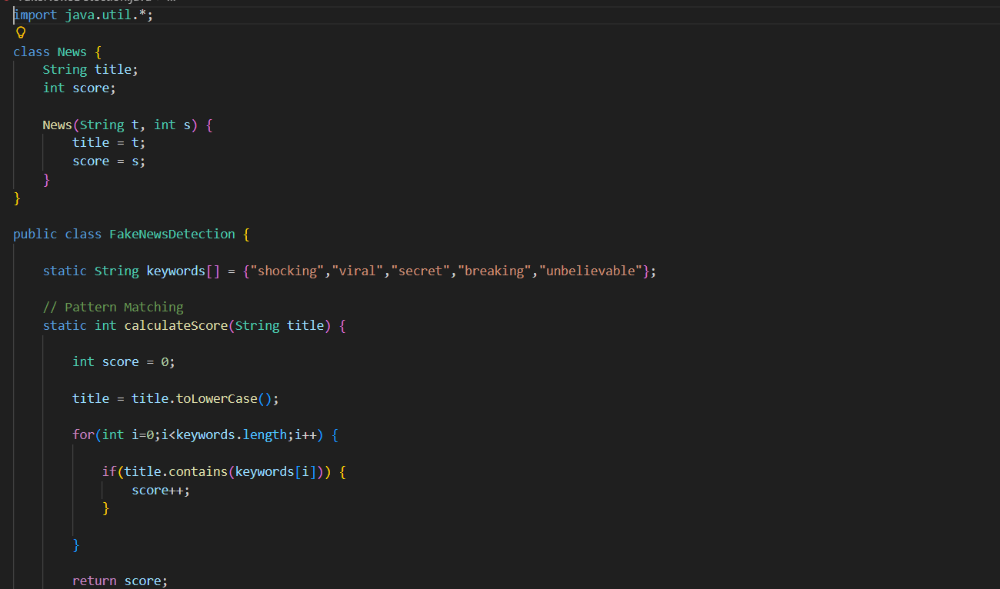 import java.util.*;
class News {
    String title;
    int score;
    News(String t, int s) {
        title = t;
        score = s;
    }
}
public class FakeNewsDetection {
    static String keywords[] = {"shocking","viral","secret","breaking","unbelievable"};
    // Pattern Matching
    static int calculateScore(String title) {
        int score = 0;
        title = title.toLowerCase();
        for(int i=0;i<keywords.length;i++) {
            if(title.contains(keywords[i])) {
                score++;
            }
        }
        return score;